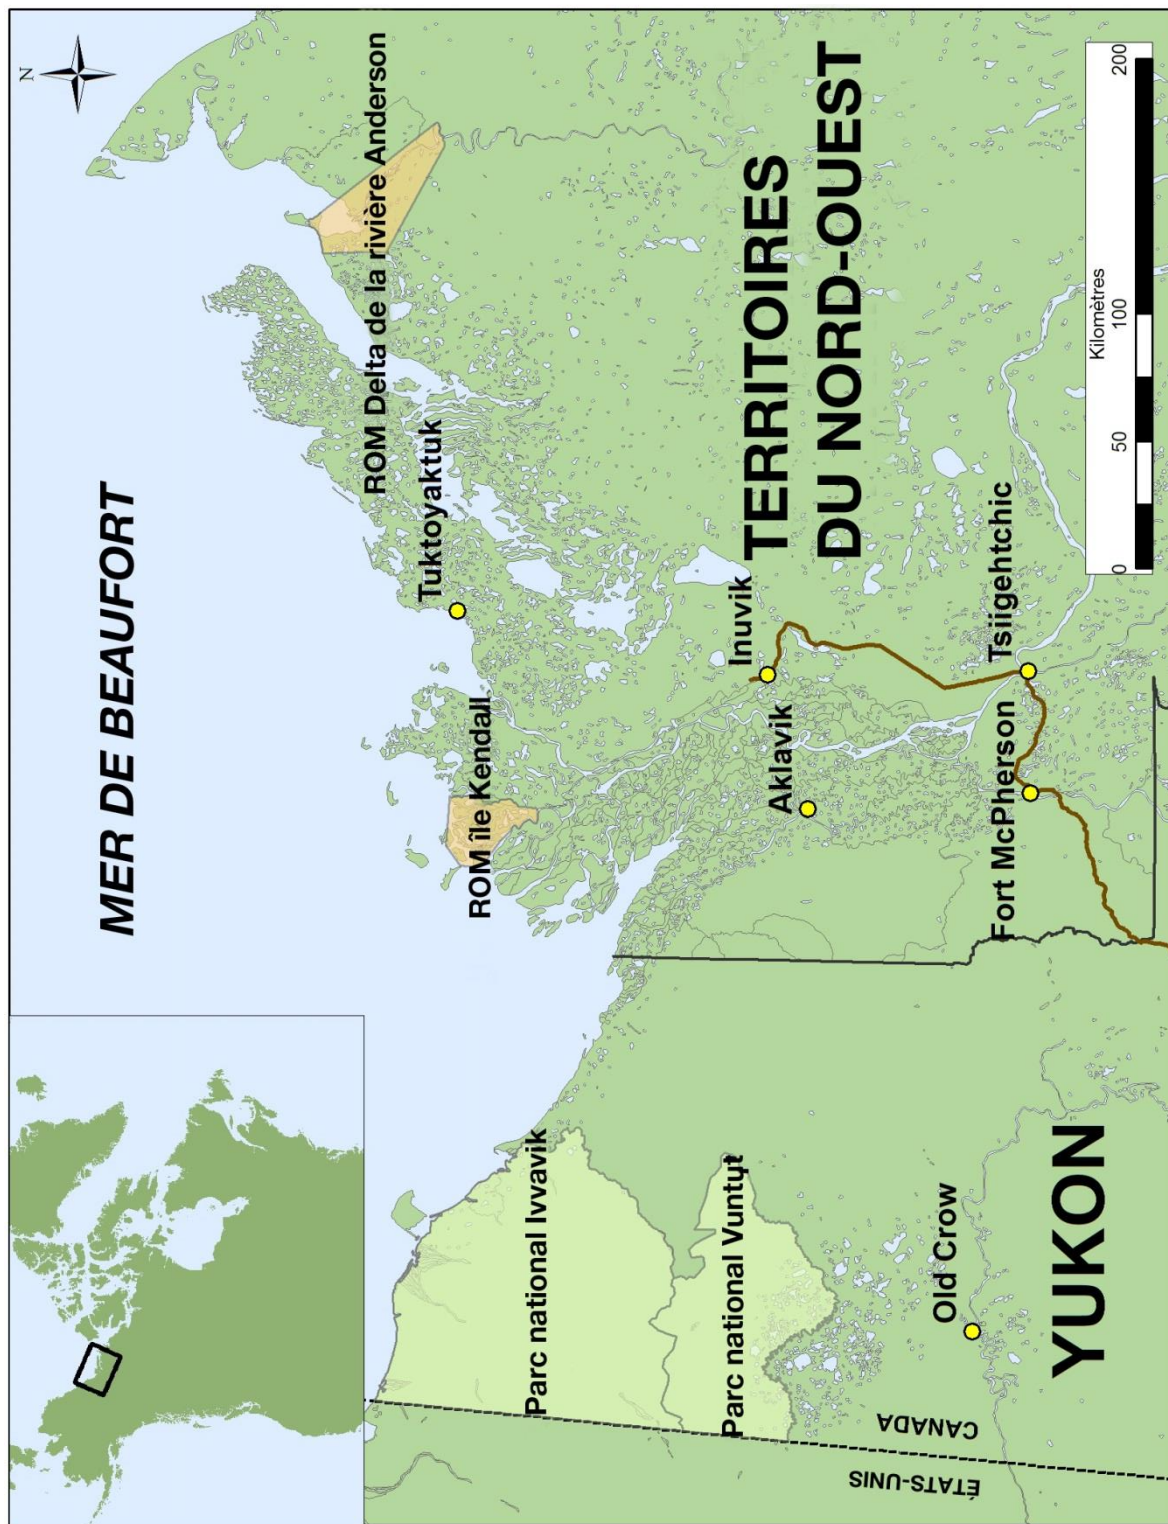 N
MER DE BEAUFORT
ROM Delta de la rivière Anderson
Tuktoyaktuk
ROM île Kendall
Parc national Ivvavik
Parc national Vuntut
Inuvik
Aklavik
TERRITOIRES
DU NORD-OUEST
Fort McPherson
Tsiigehtchic
Old Crow
YUKON
ÉTATS-UNIS
CANADA
Kilomètres
0 50 100 200